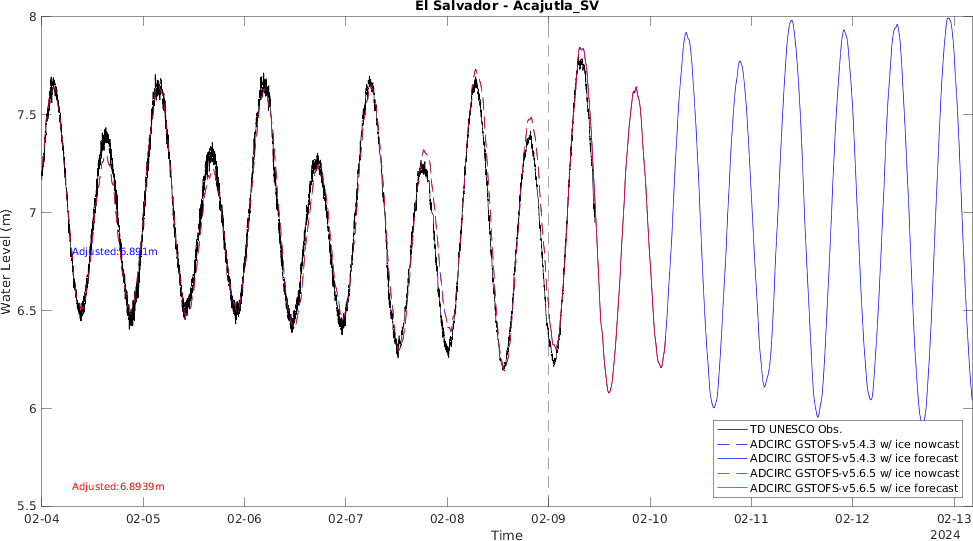 El Salvador - Acajutla_SV
8
7.5
7
6.5
6
5.5
Water Level (m)
Adjusted:6.891m
Adjusted:6.8939m
TD UNESCO Obs.
ADCIRC GSTOFS-v5.4.3 w/ ice nowcast
ADCIRC GSTOFS-v5.4.3 w/ ice forecast
ADCIRC GSTOFS-v5.6.5 w/ ice nowcast
ADCIRC GSTOFS-v5.6.5 w/ ice forecast
02-04 02-05 02-06 02-07 02-08 02-09 02-10 02-11 02-12 02-13
Time
2024